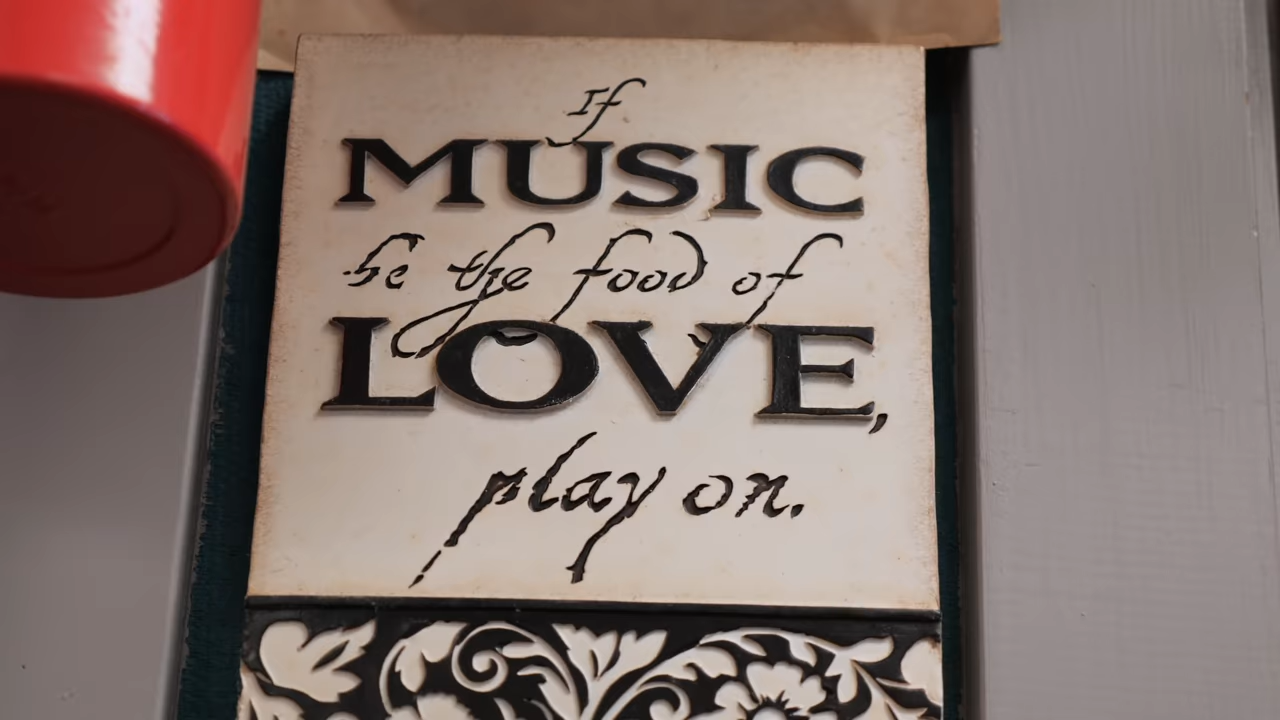 If
MUSIC
be the food of
LOVE,
play on.